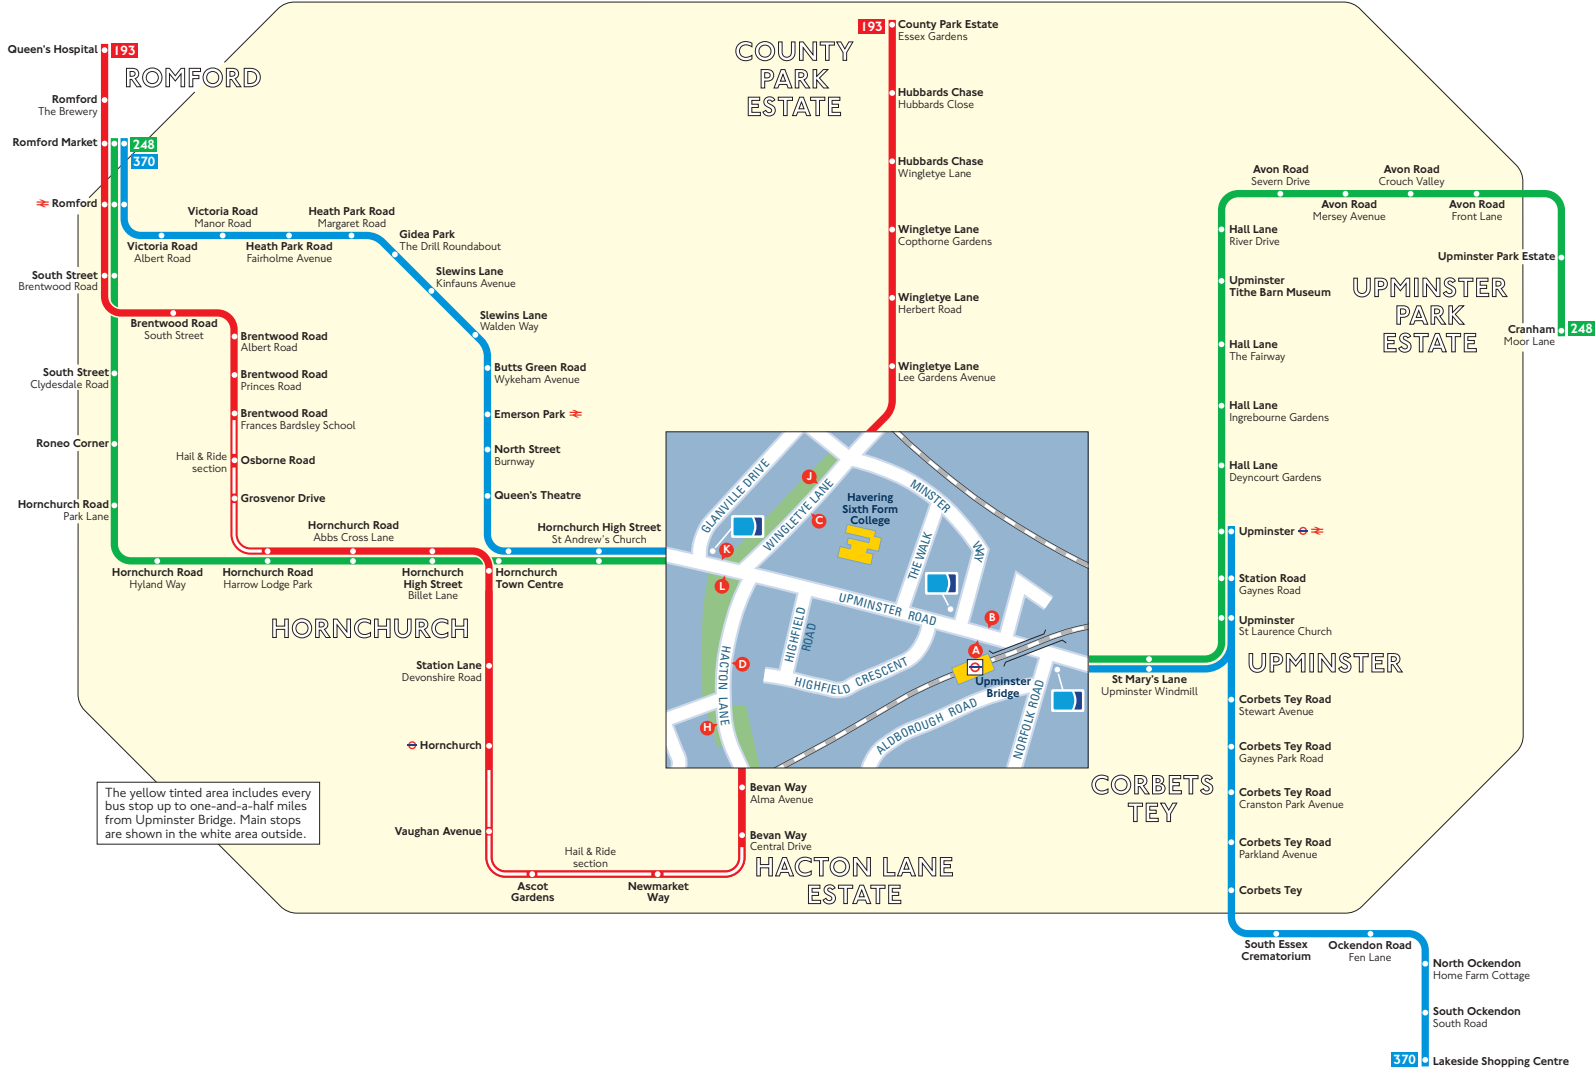 193
Queen's Hospital
ROMFORD
Romford
The Brewery
Romford Market
248
370
Romford
Victoria Road
Manor Road
Heath Park Road
Margaret Road
Victoria Road
Albert Road
Heath Park Road
Fairholme Avenue
Gidea Park
The Drill Roundabout
Slewins Lane
Kinfauns Avenue
Slewins Lane
Walden Way
Butts Green Road
Wykeham Avenue
Emerson Park
North Street
Burnway
Queen's Theatre
Hornchurch High Street
St Andrew's Church
South Street
Brentwood Road
Brentwood Road
South Street
Brentwood Road
Albert Road
Brentwood Road
Princes Road
Brentwood Road
Frances Bardsley School
Hail & Ride
section
Osborne Road
Grosvenor Drive
South Street
Clydesdale Road
Roneo Corner
Hornchurch Road
Park Lane
Hornchurch Road
Abbs Cross Lane
Hornchurch Road
Hyland Way
Hornchurch Road
Harrow Lodge Park
Hornchurch
High Street
Billet Lane
Hornchurch
Town Centre
HORNCHURCH
Station Lane
Devonshire Road
Hornchurch
Vaughan Avenue
Hail & Ride
section
Ascot
Gardens
Newmarket
Way
Bevan Way
Alma Avenue
Bevan Way
Central Drive
HACTON LANE
ESTATE
The yellow tinted area includes every
bus stop up to one-and-a-half miles
from Upminster Bridge. Main stops
are shown in the white area outside.
COUNTY
PARK
ESTATE
193
County Park Estate
Essex Gardens
Hubbards Chase
Hubbards Close
Hubbards Chase
Wingletye Lane
Wingletye Lane
Copthorne Gardens
Wingletye Lane
Herbert Road
Wingletye Lane
Lee Gardens Avenue
GLANVILLE DRIVE
WINGLETYE LANE
J
C
Havering
Sixth Form
College
MINSTER
WAY
THE WALK
K
L
UPMINSTER ROAD
HIGHFIELD
ROAD
HIGHFIELD CRESCENT
HACTON LANE
D
H
B
A
Upminster
Bridge
ALDBOROUGH ROAD
NORFOLK ROAD
St Mary's Lane
Upminster Windmill
Avon Road
Severn Drive
Avon Road
Crouch Valley
Avon Road
Mersey Avenue
Avon Road
Front Lane
Hall Lane
River Drive
Upminster
Tithe Barn Museum
Hall Lane
The Fairway
Hall Lane
Ingrebourne Gardens
Hall Lane
Deyncourt Gardens
Upminster Park Estate
UPMINSTER
PARK
ESTATE
Cranham
Moor Lane
248
Upminster
Station Road
Gaynes Road
Upminster
St Laurence Church
UPMINSTER
Corbets Tey Road
Stewart Avenue
Corbets Tey Road
Gaynes Park Road
Corbets Tey Road
Cranston Park Avenue
Corbets Tey Road
Parkland Avenue
Corbets Tey
CORBETS
TEY
South Essex
Crematorium
Ockendon Road
Fen Lane
North Ockendon
Home Farm Cottage
South Ockendon
South Road
370
Lakeside Shopping Centre